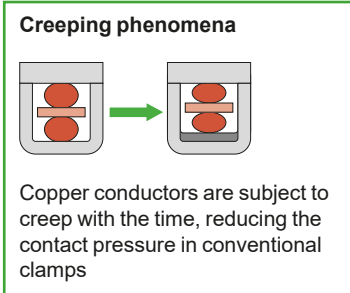 Creeping phenomena
Copper conductors are subject to
creep with the time, reducing the
contact pressure in conventional
clamps